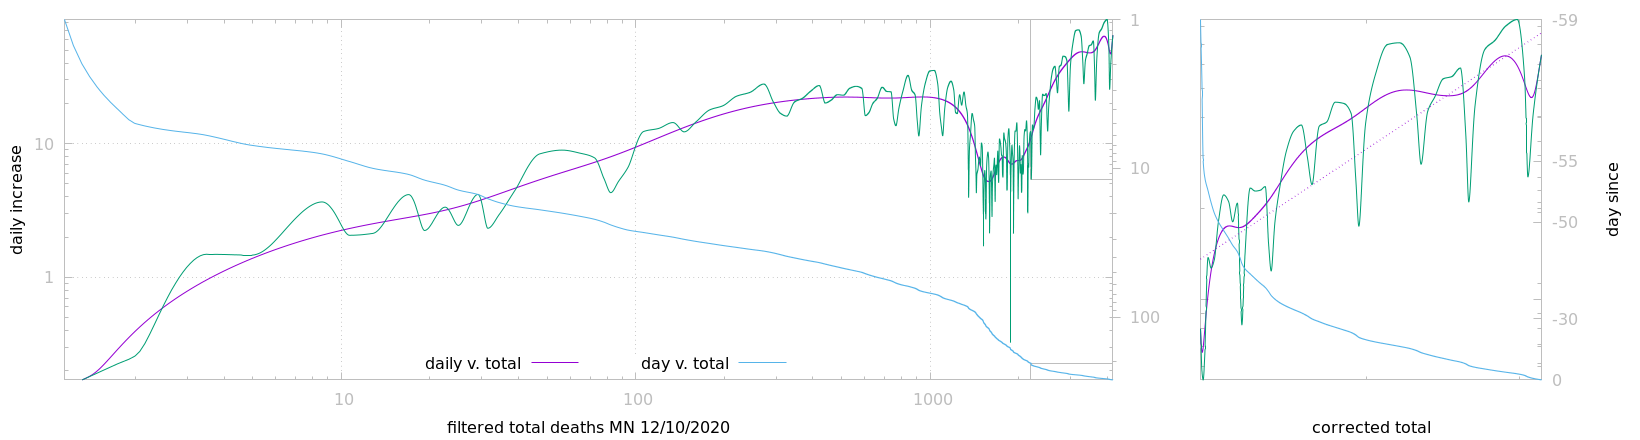 daily increase
10
1
daily v. total
day v. total
10
100
1000
filtered total deaths MN 12/10/2020
1
10
100
-59
-55
-50
-30
0
day since
corrected total